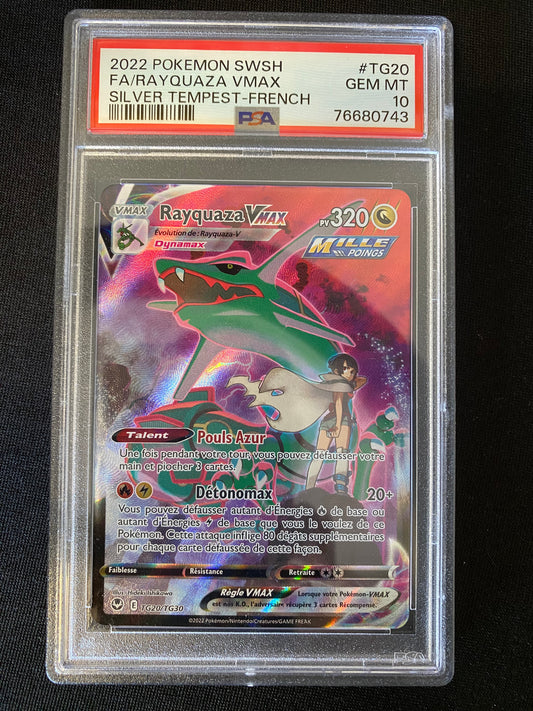 2022 POKEMON SWSH #TG20
FA/RAYQUAZA VMAX GEM MT
SILVER TEMPEST-FRENCH 10
PSA 76680743
VMAX Rayquaza VMAX PV 320
Évolution de : Rayquaza-V
Dynamax
MILLE POINGS
Talent Pouls Azur
Une fois pendant votre tour, vous pouvez défausser votre
main et piocher 3 cartes.
Détonomax 20+
Vous pouvez défausser autant d'Énergies de base ou
autant d'Énergies de base que vous le voulez de ce
Pokémon. Cette attaque inflige 80 dégâts supplémentaires
pour chaque carte défaussée de cette façon.
Faiblesse Résistance Retraite
Illus. Hideki Ishikawa
Règle VMAX Lorsque votre Pokémon-VMAX
est mis K.O., l'adversaire récupère 3 cartes Récompense.
E TG20/TG30
©2022 Pokémon/Nintendo/Creatures/GAME FREAK
PSA